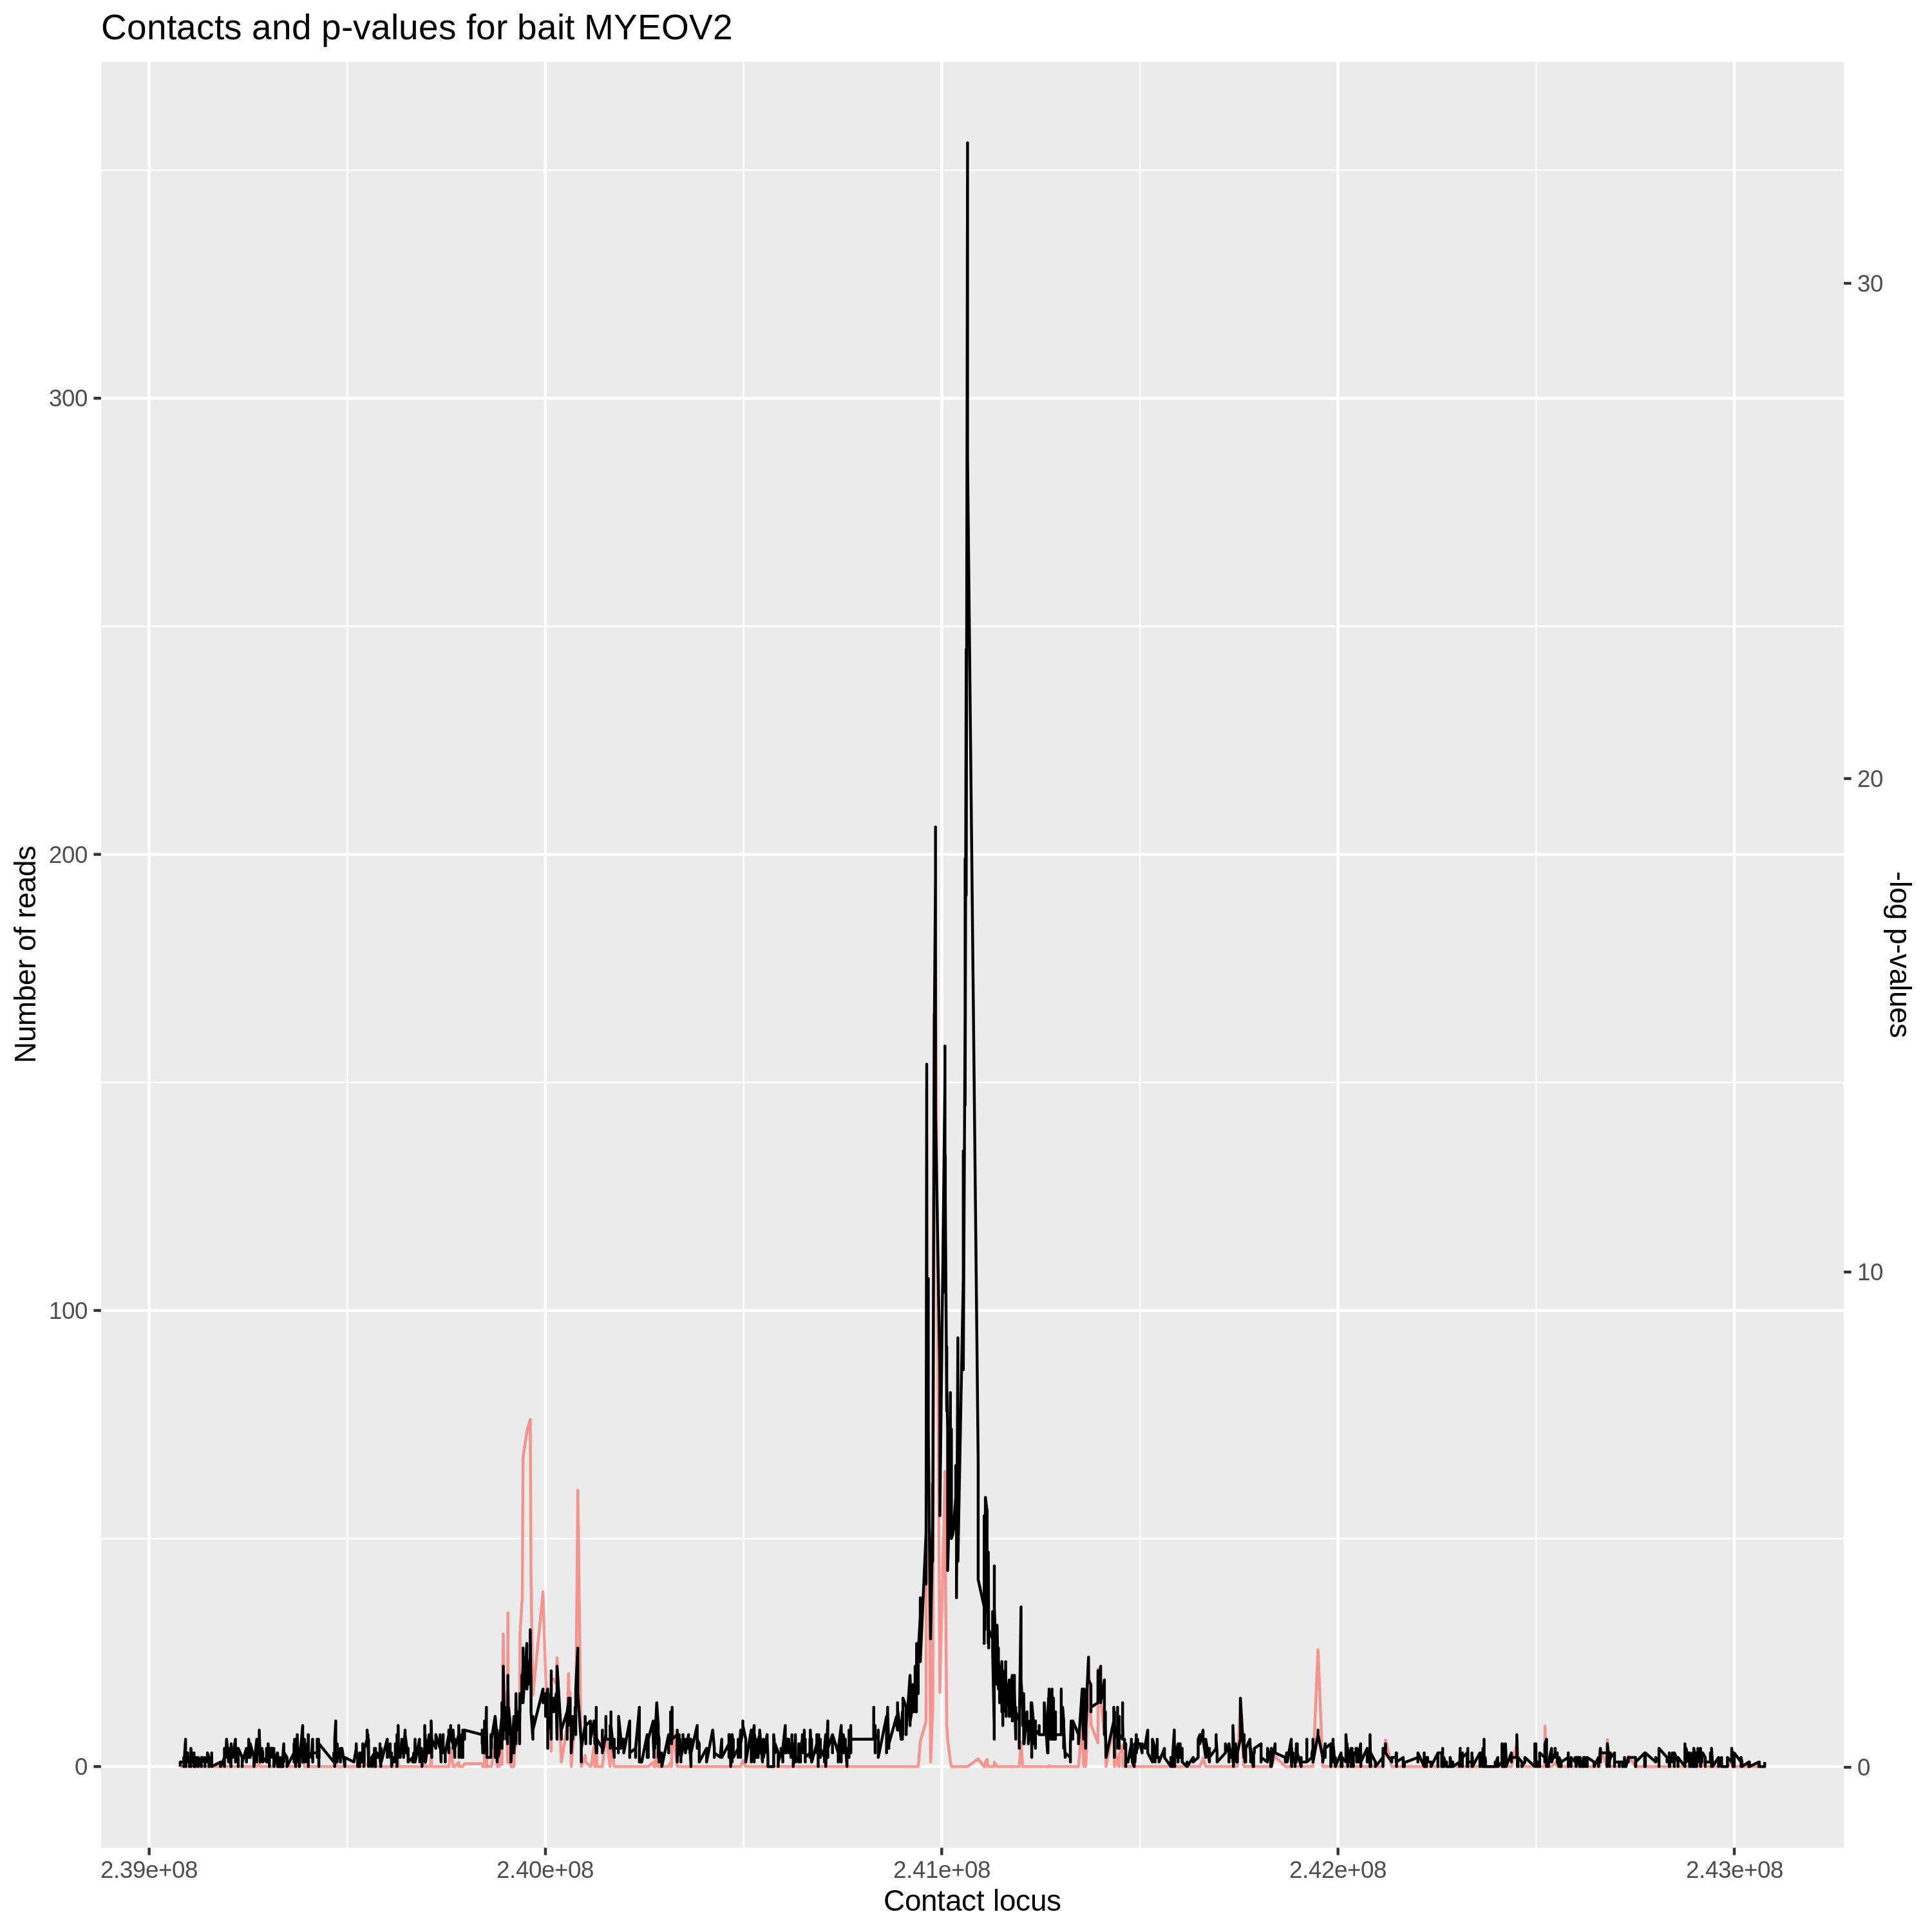 Contacts and p-values for bait MYEOV2
Number of reads
300
200
100
0
30
20
10
0
-log p-values
2.39e+08
2.40e+08
2.41e+08
2.42e+08
2.43e+08
Contact locus